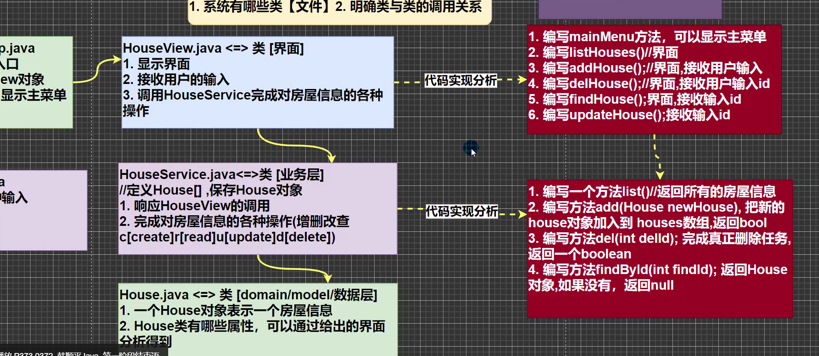 1. 系统有哪些类【文件】2. 明确类与类的调用关系
p.java
入口
ew对象
显示主菜单
HouseView.java <=> 类 [界面]
1. 显示界面
2. 接收用户的输入
3. 调用HouseService完成对房屋信息的各种
操作
代码实现分析
1. 编写mainMenu方法，可以显示主菜单
2. 编写listHouses()//界面
3. 编写addHouse();//界面,接收用户输入
4. 编写delHouse();//界面,接收用户输入id
5. 编写findHouse();界面,接收输入id
6. 编写updateHouse();接收输入id
a
输入
HouseService.java<=>类 [业务层]
//定义House[] ,保存House对象
1. 响应HouseView的调用
2. 完成对房屋信息的各种操作(增删改查
c[create]r[read]u[update]d[delete])
代码实现分析
1. 编写一个方法list()//返回所有的房屋信息
2. 编写方法add(House newHouse), 把新的
house对象加入到 houses数组,返回bool
3. 编写方法del(int delId); 完成真正删除任务,
返回一个boolean
4. 编写方法findById(int findId); 返回House
对象,如果没有，返回null
House.java <=> 类 [domain/model/数据层]
1. 一个House对象表示一个房屋信息
2. House类有哪些属性，可以通过给出的界面
分析得到